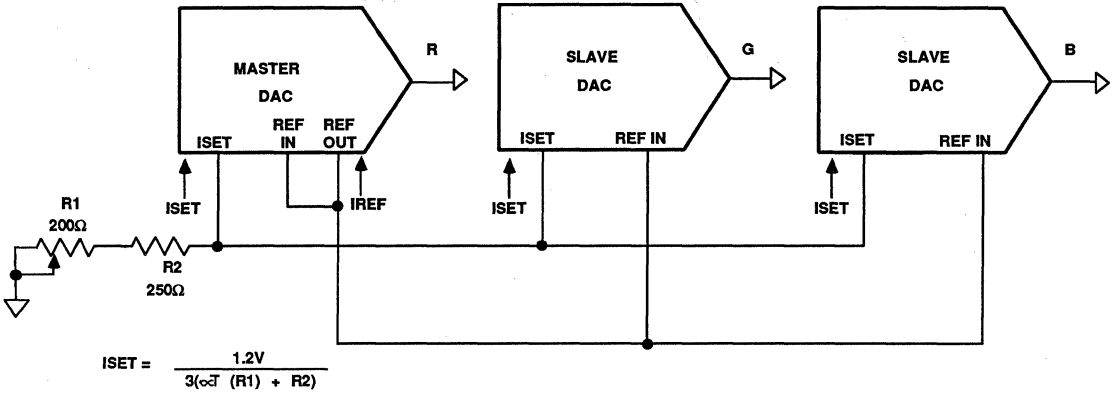 MASTER
DAC
ISET
REF
IN
REF
OUT
R
SLAVE
DAC
ISET
REF IN
G
SLAVE
DAC
ISET
REF IN
B
ISET
IREF
ISET
ISET
R1
200Ω
R2
250Ω
ISET = 1.2V
3(∝T (R1) + R2)